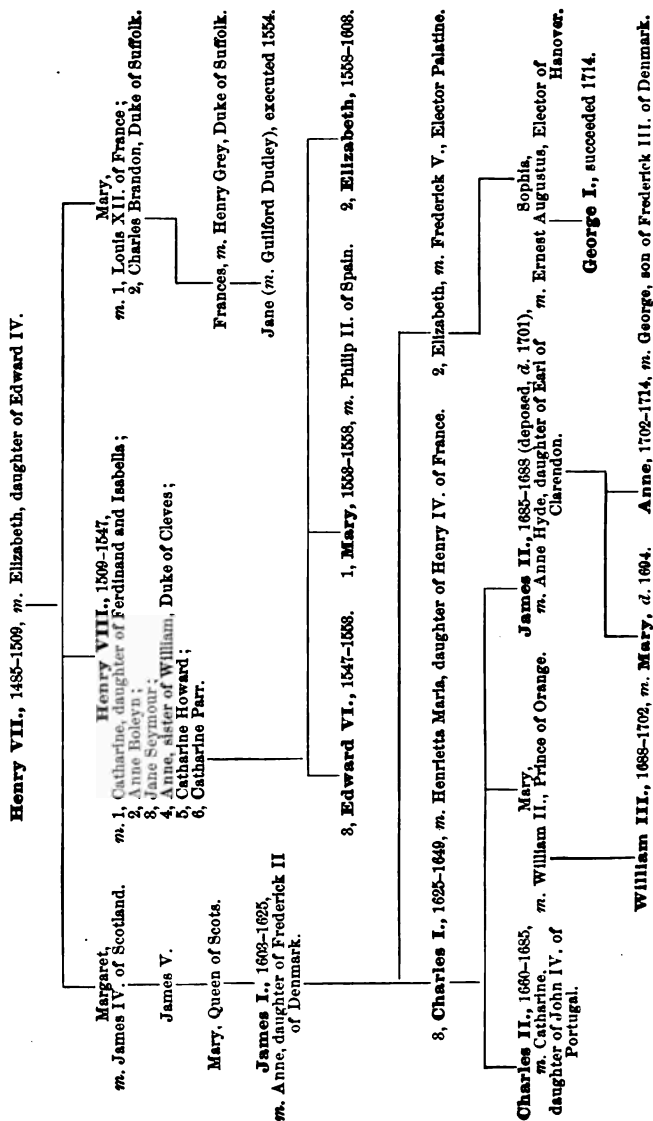 Henry VII., 1485–1509, m. Elizabeth, daughter of Edward IV.
Margaret,
m. James IV. of Scotland.
Henry VIII., 1509–1547,
m. 1, Catharine, daughter of Ferdinand and Isabella;
2, Anne Boleyn;
3, Jane Seymour;
4, Anne, sister of William, Duke of Cleves;
5, Catharine Howard;
6, Catharine Parr.
Mary,
m. 1, Louis XII. of France;
2, Charles Brandon, Duke of Suffolk.
James V.
Frances, m. Henry Grey, Duke of Suffolk.
Mary, Queen of Scots.
Jane (m. Guilford Dudley), executed 1554.
James I., 1603–1625,
m. Anne, daughter of Frederick II
of Denmark.
3, Edward VI., 1547–1553.
1, Mary, 1553–1558, m. Philip II. of Spain.
2, Elizabeth, 1558–1603.
3, Charles I., 1625–1649, m. Henrietta Maria, daughter of Henry IV. of France.
2, Elizabeth, m. Frederick V., Elector Palatine.
Charles II., 1660–1685,
m. Catharine.
daughter of John IV. of
Portugal.
Mary,
m. William II., Prince of Orange.
James II., 1685–1688 (deposed, d. 1701),
m. Anne Hyde, daughter of Earl of
Clarendon.
Sophia,
m. Ernest Augustus, Elector of
Hanover.
George I., succeeded 1714.
William III., 1688–1702, m. Mary, d. 1694.
Anne, 1702–1714, m. George, son of Frederick III. of Denmark.